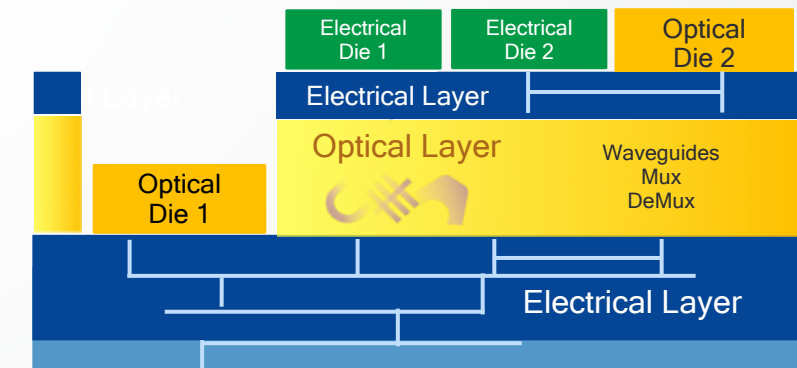 Electrical
Die 1
Electrical
Die 2
Optical
Die 2
Electrical Layer
Optical Layer
Waveguides
Mux
DeMux
Optical
Die 1
Electrical Layer